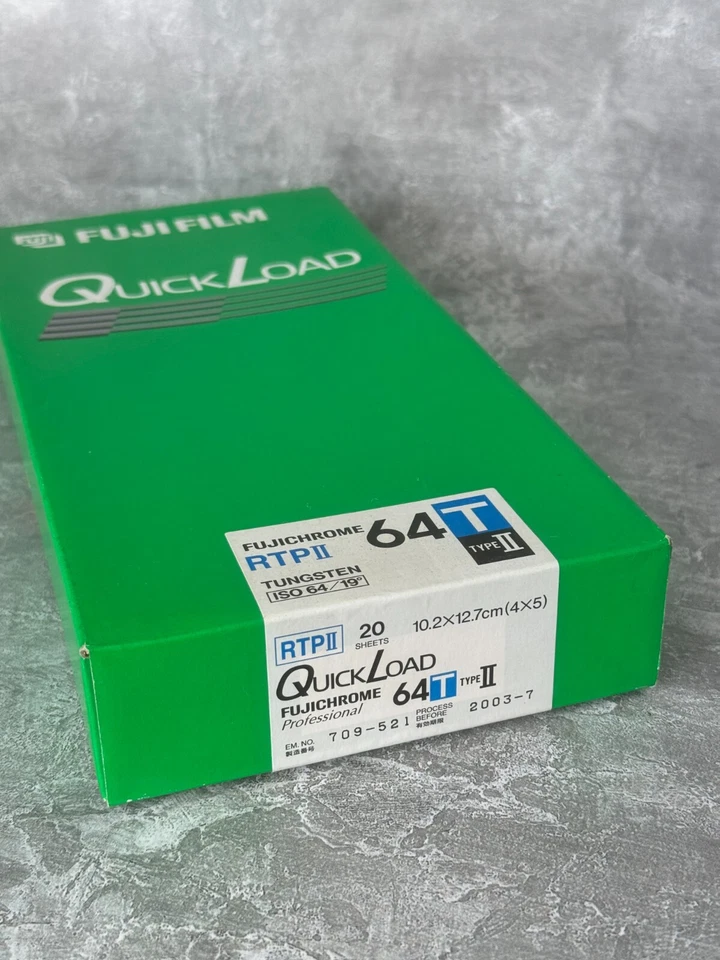 FUJI FUJIFILM
QUICKLOAD
FUJICHROME 64T
RTPII TYPE II
TUNGSTEN
ISO 64/19°
RTPII 20 SHEETS 10.2×12.7cm(4×5)
QUICKLOAD
FUJICHROME 64T TYPE II
Professional
EM. NO. 製造番号 709-521 PROCESS BEFORE 有効期限 2003-7